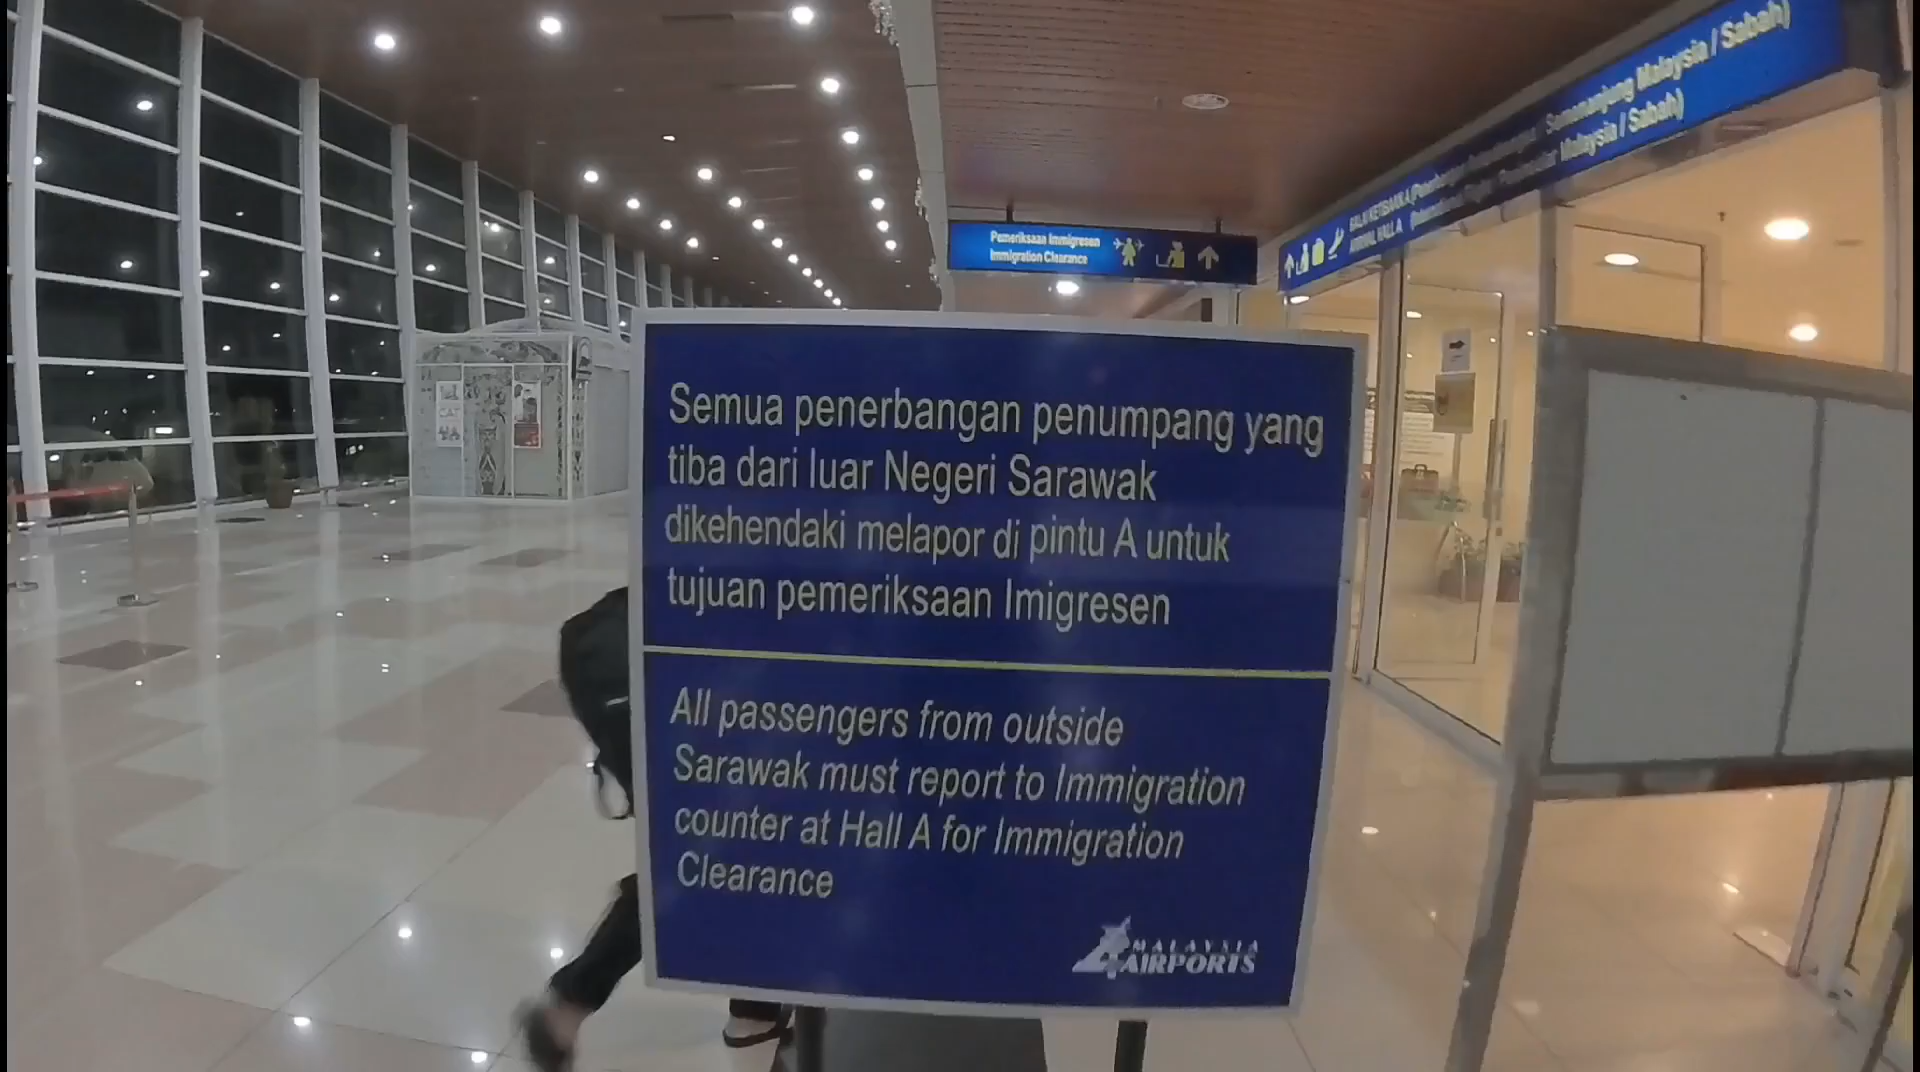 Semenanjung Malaysia / Sabah)
Malaysia / Sabah)
Pemeriksaan Imigresen
Immigration Clearance
Semua penerbangan penumpang yang
tiba dari luar Negeri Sarawak
dikehendaki melapor di pintu A untuk
tujuan pemeriksaan Imigresen
All passengers from outside
Sarawak must report to Immigration
counter at Hall A for Immigration
Clearance
MALAYSIA
AIRPORTS